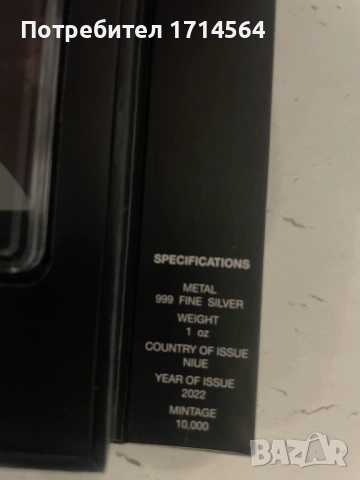 Потребител 1714564
SPECIFICATIONS
METAL
999 FINE SILVER
WEIGHT
1 oz
COUNTRY OF ISSUE
NIUE
YEAR OF ISSUE
2022
MINTAGE
10,000
BAZAR